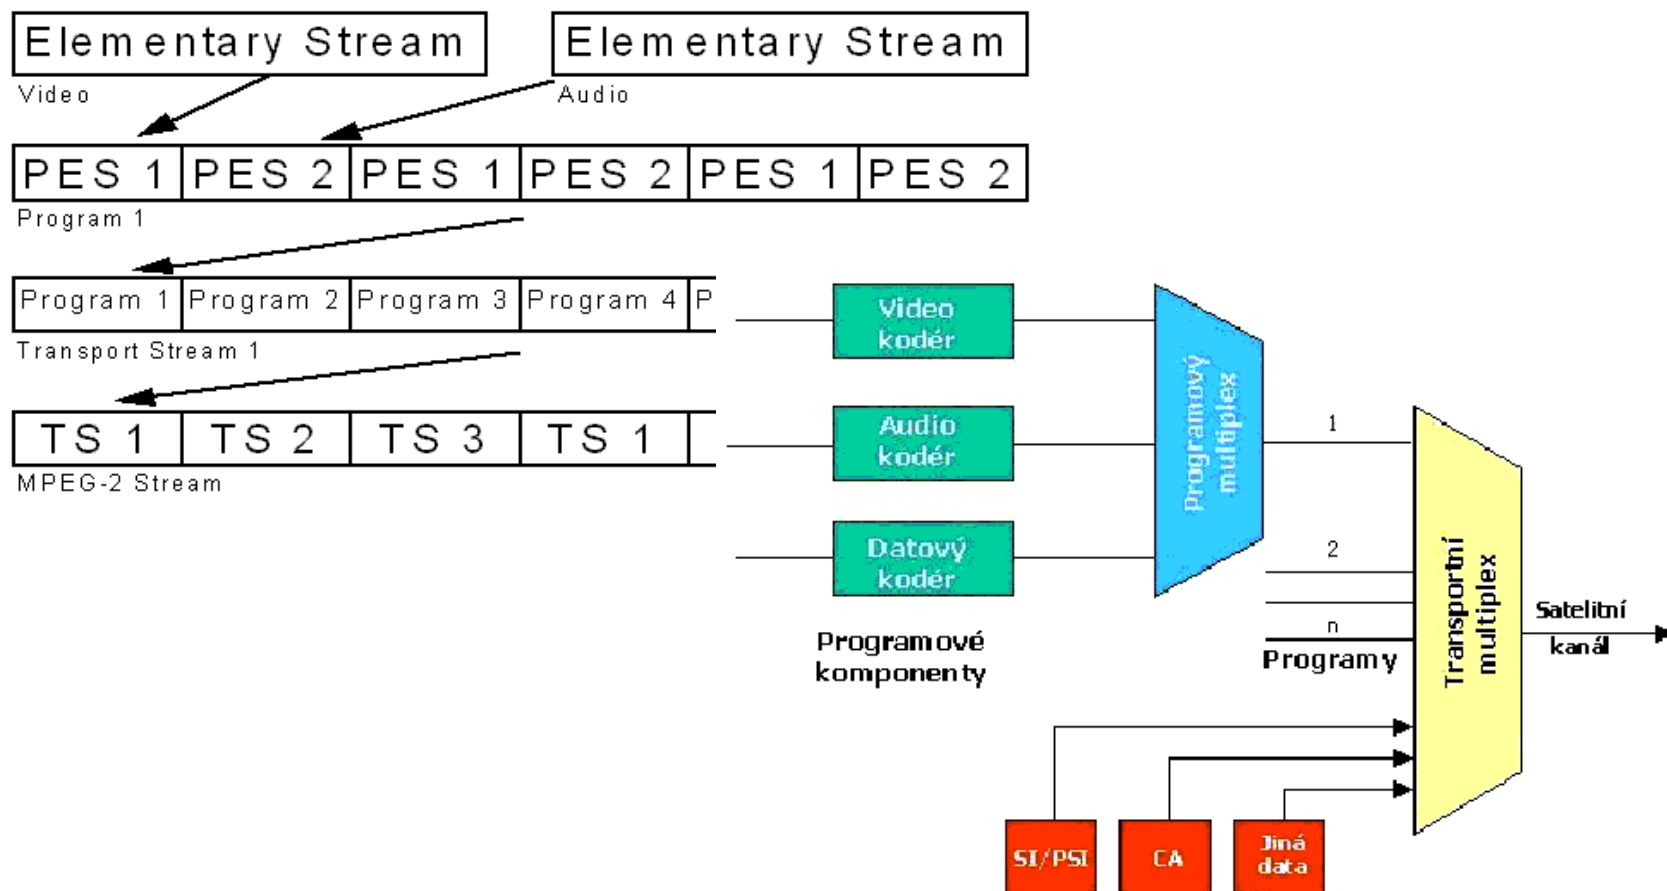 Elementary Stream Elementary Stream
Video Audio
PES 1 PES 2 PES 1 PES 2 PES 1 PES 2
Program 1
Program 1 Program 2 Program 3 Program 4 P
Transport Stream 1
TS 1 TS 2 TS 3 TS 1
MPEG-2 Stream
Video
kodér
Audio
kodér
Datový
kodér
Programové
komponenty
Programový
multiplex
1
2
n
Programy
Transportní
multiplex
Satelitní
kanál
SI/PSI
CA
Jiná
data